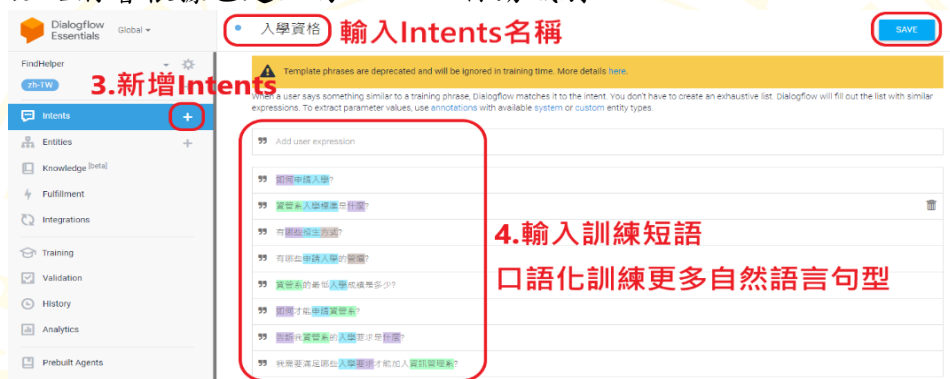 Dialogflow
Essentials
Global
入學資格
輸入Intents名稱
SAVE
FindHelper
zh-TW
3.新增Intents
Template phrases are deprecated and will be ignored in training time. More details here.
When a user says something similar to a training phrase, Dialogflow matches it to the intent. You don't have to create an exhaustive list. Dialogflow will fill out the list with similar
expressions. To extract parameter values, use annotations with available system or custom entity types.
Intents
+
Entities
+
Knowledge [beta]
Fulfillment
Integrations
Training
Validation
History
Analytics
Prebuilt Agents
Add user expression
如何申請入學?
資管系入學標準是什麼?
有哪些招生方式?
有哪些申請入學的管道?
資管系的最低入學成績是多少?
如何才能申請資管系?
告訴我資管系的入學要求是什麼?
我需要滿足哪些入學要求才能加入資訊管理系?
4.輸入訓練短語
口語化訓練更多自然語言句型